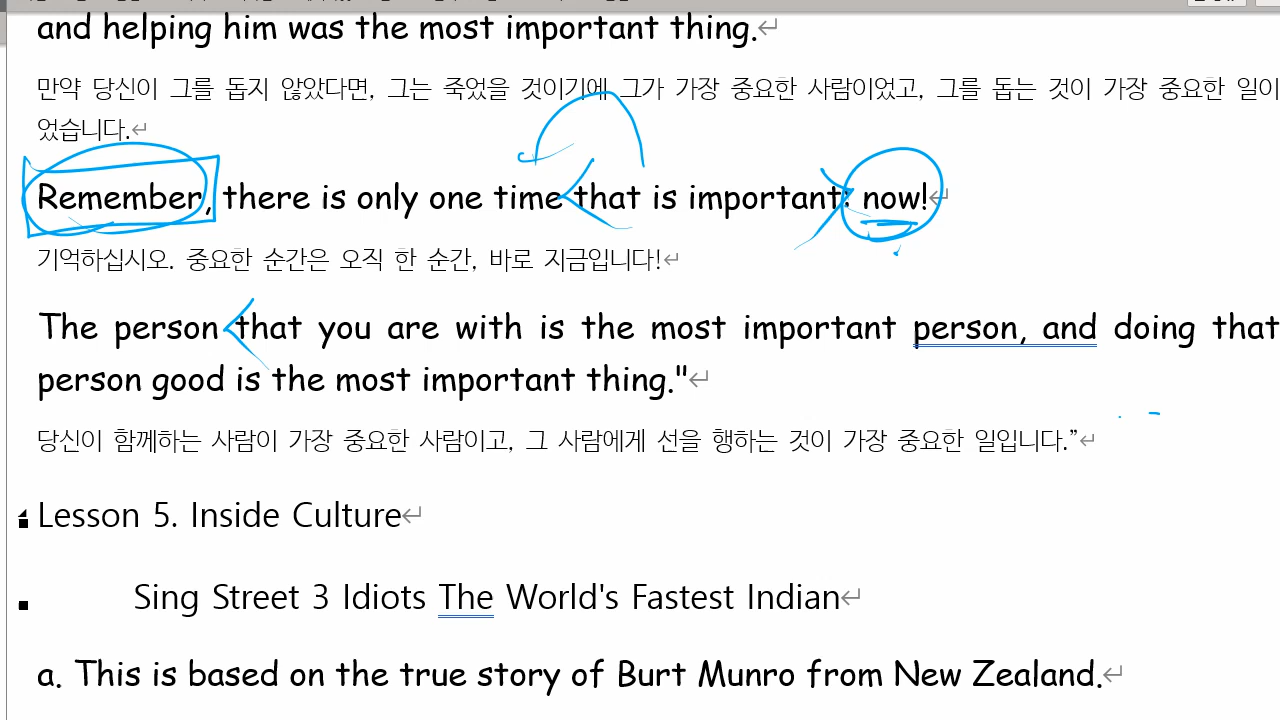 and helping him was the most important thing.
만약 당신이 그를 돕지 않았다면, 그는 죽었을 것이기에 그가 가장 중요한 사람이었고, 그를 돕는 것이 가장 중요한 일이
었습니다.
Remember, there is only one time that is important: now!
기억하십시오. 중요한 순간은 오직 한 순간, 바로 지금입니다!
The person that you are with is the most important person, and doing that
person good is the most important thing."
당신이 함께하는 사람이 가장 중요한 사람이고, 그 사람에게 선을 행하는 것이 가장 중요한 일입니다.”
Lesson 5. Inside Culture
Sing Street 3 Idiots The World's Fastest Indian
a. This is based on the true story of Burt Munro from New Zealand.